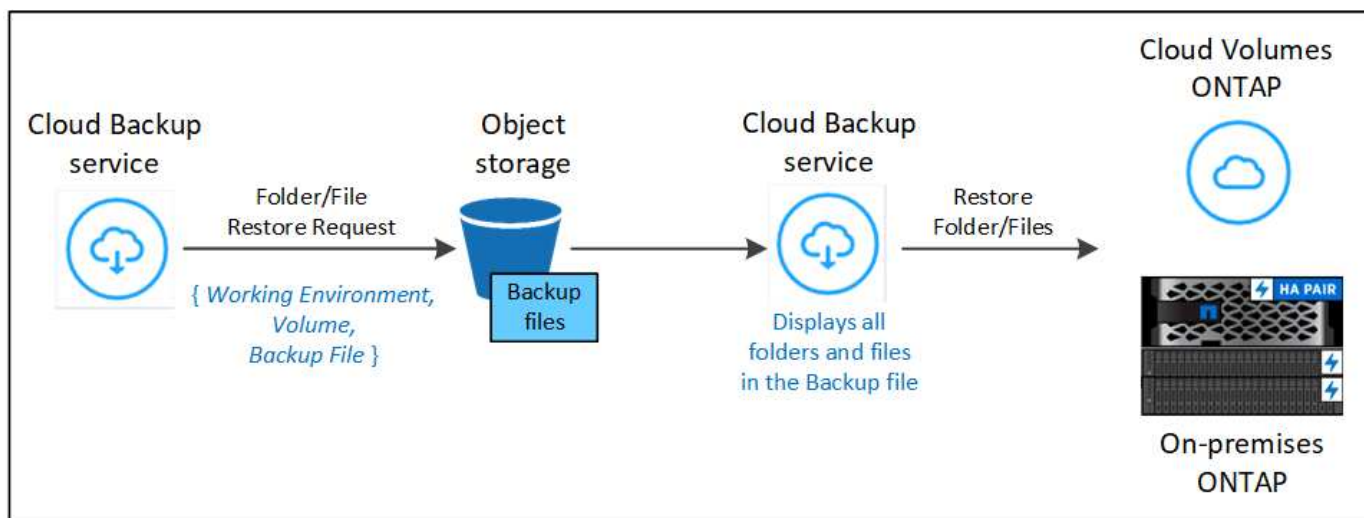 Cloud Backup
service
Folder/File
Restore Request
{ Working Environment,
Volume,
Backup File }
Object
storage
Backup
files
Cloud Backup
service
Displays all
folders and files
in the Backup file
Restore
Folder/Files
Cloud Volumes
ONTAP
HA PAIR
On-premises
ONTAP